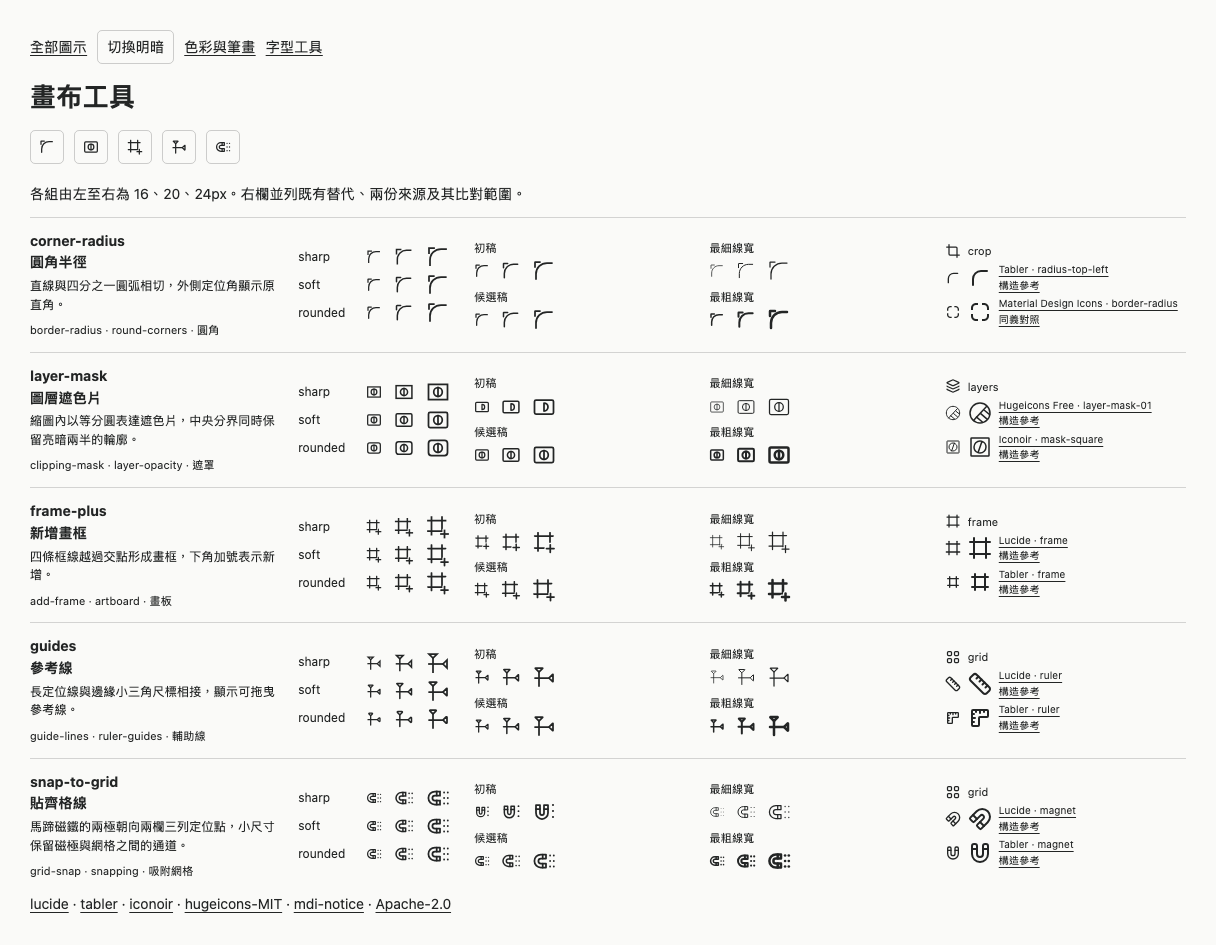 全部圖示 切換明暗 色彩與筆畫 字型工具
畫布工具
各組由左至右為 16、20、24px。右欄並列既有替代、兩份來源及其比對範圍。
corner-radius
圓角半徑
直線與四分之一圓弧相切，外側定位角顯示原
直角。
border-radius · round-corners · 圓角
sharp
soft
rounded
初稿
候選稿
最細線寬
最粗線寬
crop
Tabler · radius-top-left
構造參考
Material Design Icons · border-radius
同義對照
layer-mask
圖層遮色片
縮圖內以等分圓表達遮色片，中央分界同時保
留亮暗兩半的輪廓。
clipping-mask · layer-opacity · 遮罩
sharp
soft
rounded
初稿
候選稿
最細線寬
最粗線寬
layers
Hugeicons Free · layer-mask-01
構造參考
Iconoir · mask-square
構造參考
frame-plus
新增畫框
四條框線越過交點形成畫框，下角加號表示新
增。
add-frame · artboard · 畫板
sharp
soft
rounded
初稿
候選稿
最細線寬
最粗線寬
frame
Lucide · frame
構造參考
Tabler · frame
構造參考
guides
參考線
長定位線與邊緣小三角尺標相接，顯示可拖曳
參考線。
guide-lines · ruler-guides · 輔助線
sharp
soft
rounded
初稿
候選稿
最細線寬
最粗線寬
grid
Lucide · ruler
構造參考
Tabler · ruler
構造參考
snap-to-grid
貼齊格線
馬蹄磁鐵的兩極朝向兩欄三列定位點，小尺寸
保留磁極與網格之間的通道。
grid-snap · snapping · 吸附網格
sharp
soft
rounded
初稿
候選稿
最細線寬
最粗線寬
grid
Lucide · magnet
構造參考
Tabler · magnet
構造參考
lucide · tabler · iconoir · hugeicons-MIT · mdi-notice · Apache-2.0